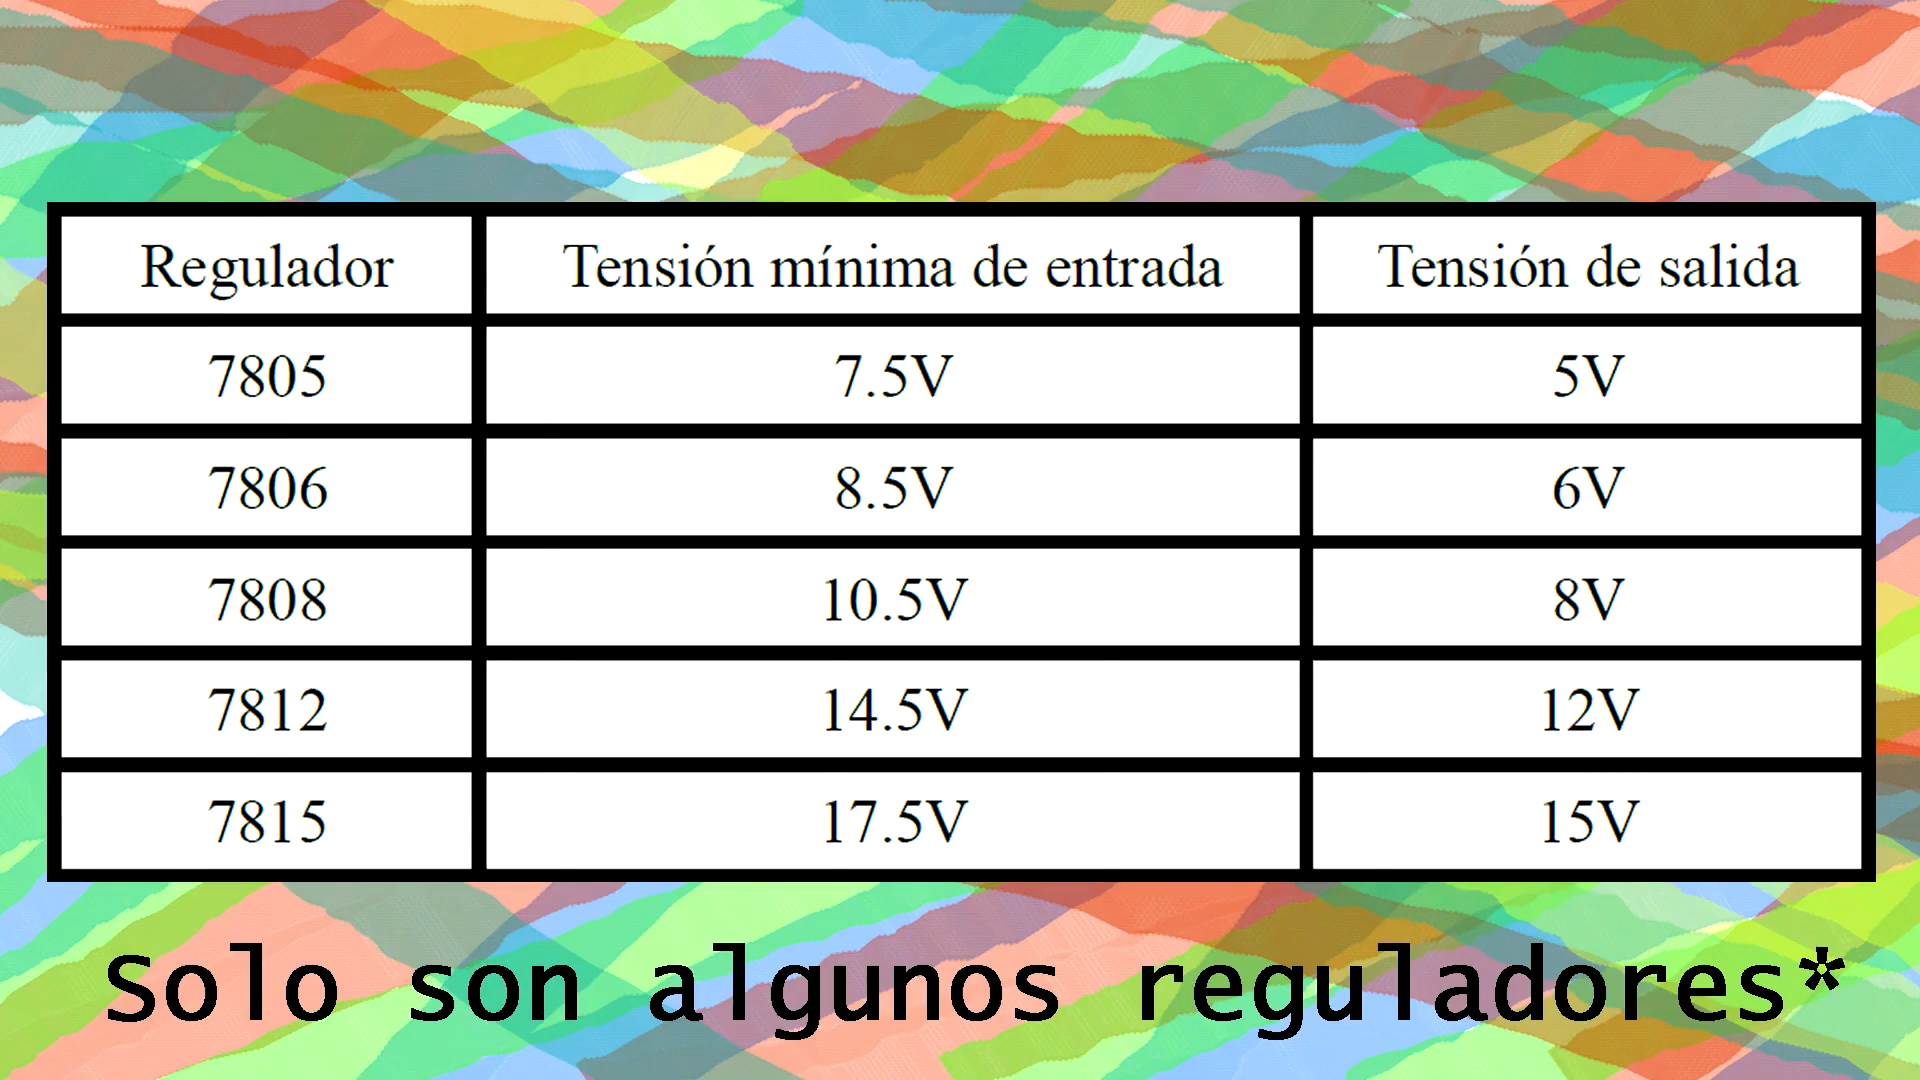 Regulador Tensión mínima de entrada Tensión de salida
7805 7.5V 5V
7806 8.5V 6V
7808 10.5V 8V
7812 14.5V 12V
7815 17.5V 15V
Solo son algunos reguladores*